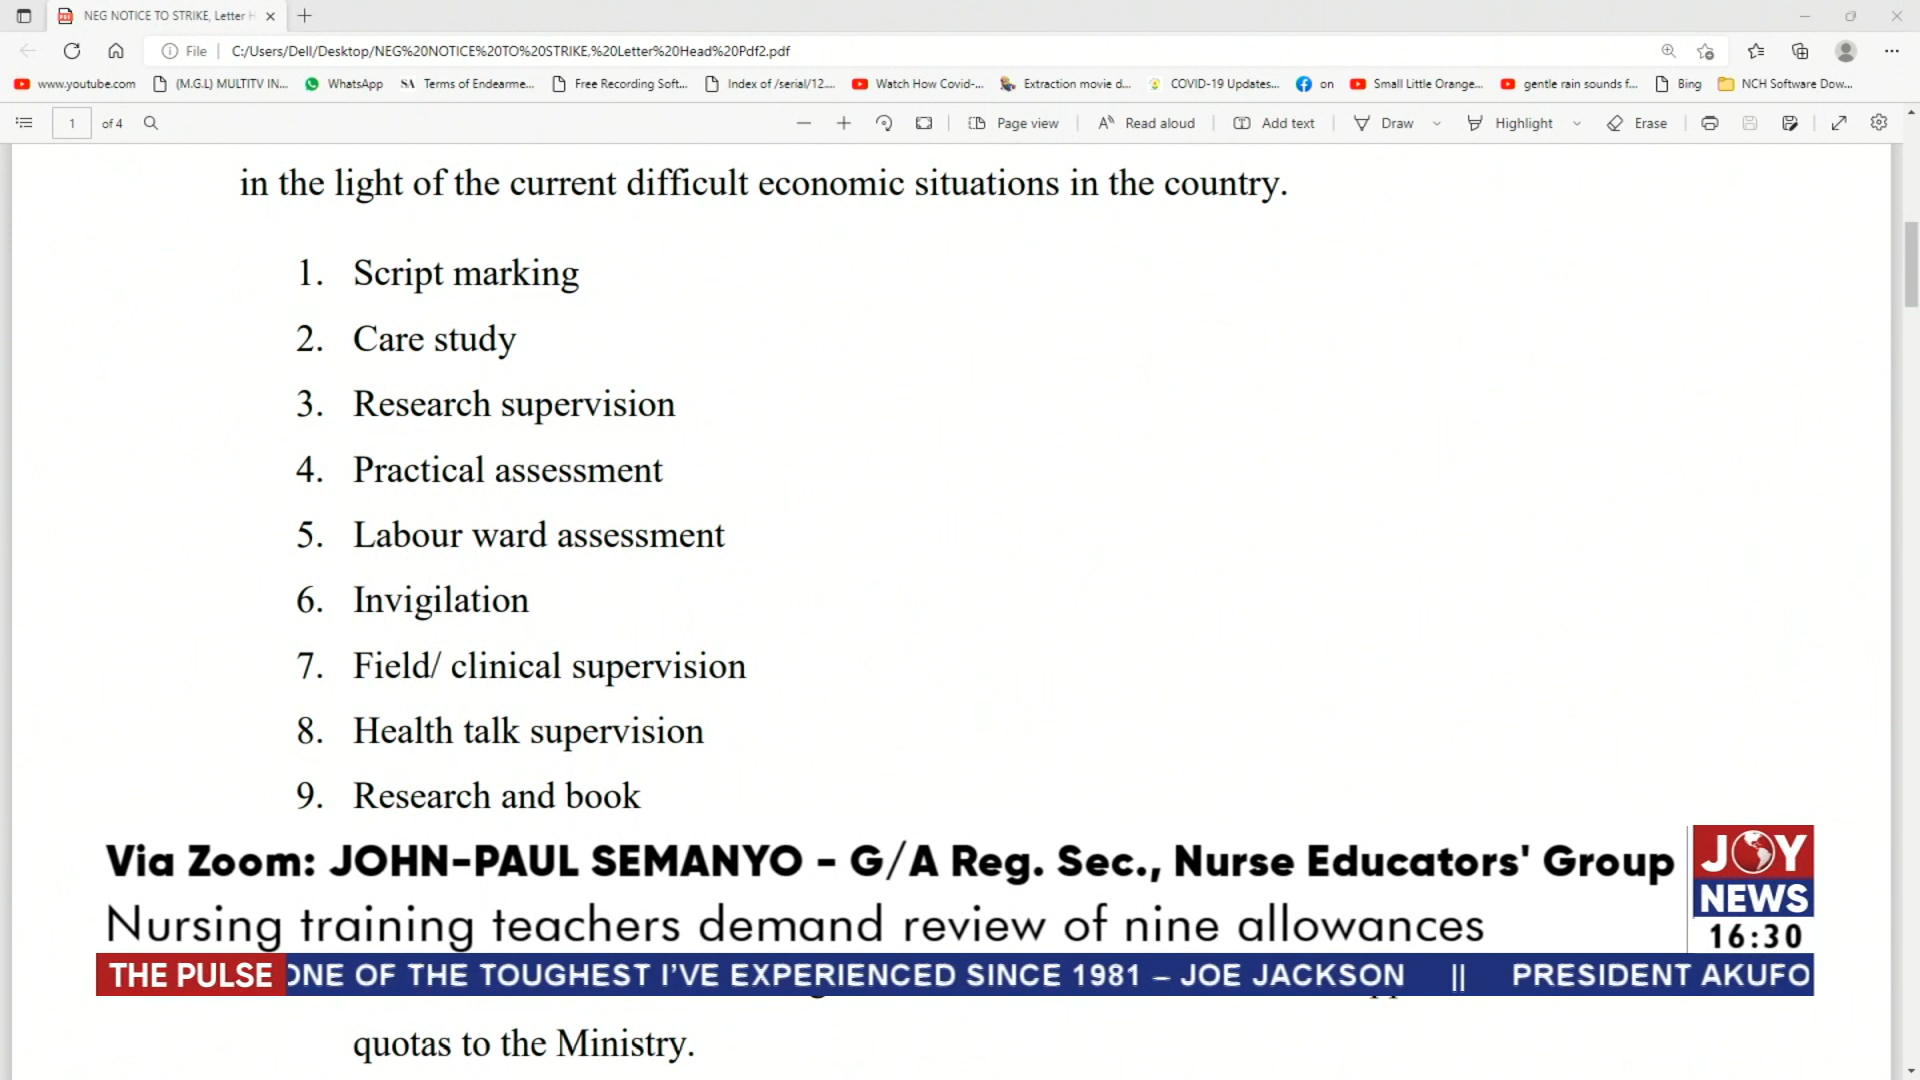 NEG NOTICE TO STRIKE, Letter H
File
C:/Users/Dell/Desktop/NEG%20NOTICE%20TO%20STRIKE,%20Letter%20Head%20Pdf2.pdf
www.youtube.com
(M.G.L) MULTITV IN...
WhatsApp
SA Terms of Endearme...
Free Recording Soft...
Index of /serial/12....
Watch How Covid-...
Extraction movie d...
COVID-19 Updates...
on
Small Little Orange...
gentle rain sounds f...
Bing
NCH Software Dow...
1 of 4
Page view
Read aloud
Add text
Draw
Highlight
Erase
in the light of the current difficult economic situations in the country.
1. Script marking
2. Care study
3. Research supervision
4. Practical assessment
5. Labour ward assessment
6. Invigilation
7. Field/ clinical supervision
8. Health talk supervision
9. Research and book
Via Zoom: JOHN-PAUL SEMANYO - G/A Reg. Sec., Nurse Educators' Group
Nursing training teachers demand review of nine allowances
JOY
NEWS
16:30
THE PULSE
ONE OF THE TOUGHEST I'VE EXPERIENCED SINCE 1981 – JOE JACKSON || PRESIDENT AKUFO
quotas to the Ministry.